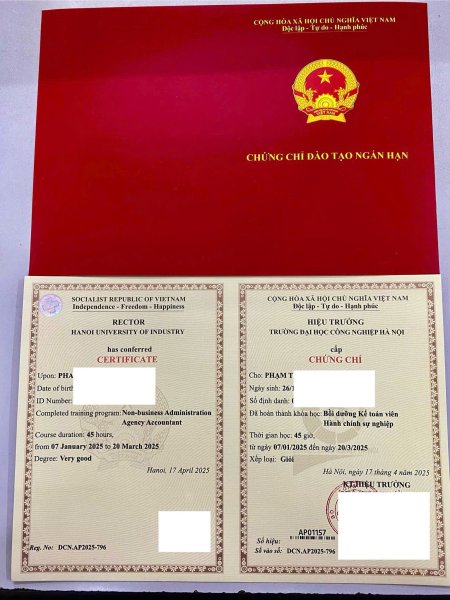 CỘNG HÒA XÃ HỘI CHỦ NGHĨA VIỆT NAM
Độc lập - Tự do - Hạnh phúc
VIỆT NAM
CHỨNG CHỈ ĐÀO TẠO NGẮN HẠN
SOCIALIST REPUBLIC OF VIETNAM
Independence - Freedom - Happiness
RECTOR
HANOI UNIVERSITY OF INDUSTRY
has conferred
CERTIFICATE
Upon: PHA
Date of birth
ID Number:
Completed training program: Non-business Administration
Agency Accountant
Course duration: 45 hours,
from 07 January 2025 to 20 March 2025
Degree: Very good
Hanoi, 17 April 2025
Reg. No: DCN.AP2025-796
CỘNG HÒA XÃ HỘI CHỦ NGHĨA VIỆT NAM
Độc lập - Tự do - Hạnh phúc
HIỆU TRƯỞNG
TRƯỜNG ĐẠI HỌC CÔNG NGHIỆP HÀ NỘI
cấp
CHỨNG CHỈ
Cho: PHẠM T
Ngày sinh: 26/
Số định danh: 0
Đã hoàn thành khóa học: Bồi dưỡng Kế toán viên
Hành chính sự nghiệp
Thời gian học: 45 giờ,
từ ngày 07/01/2025 đến ngày 20/3/2025
Xếp loại: Giỏi
Hà Nội, ngày 17 tháng 4 năm 2025
KT.HIỆU TRƯỞNG
AP01157
Số hiệu:
Số vào sổ: DCN.AP2025-796